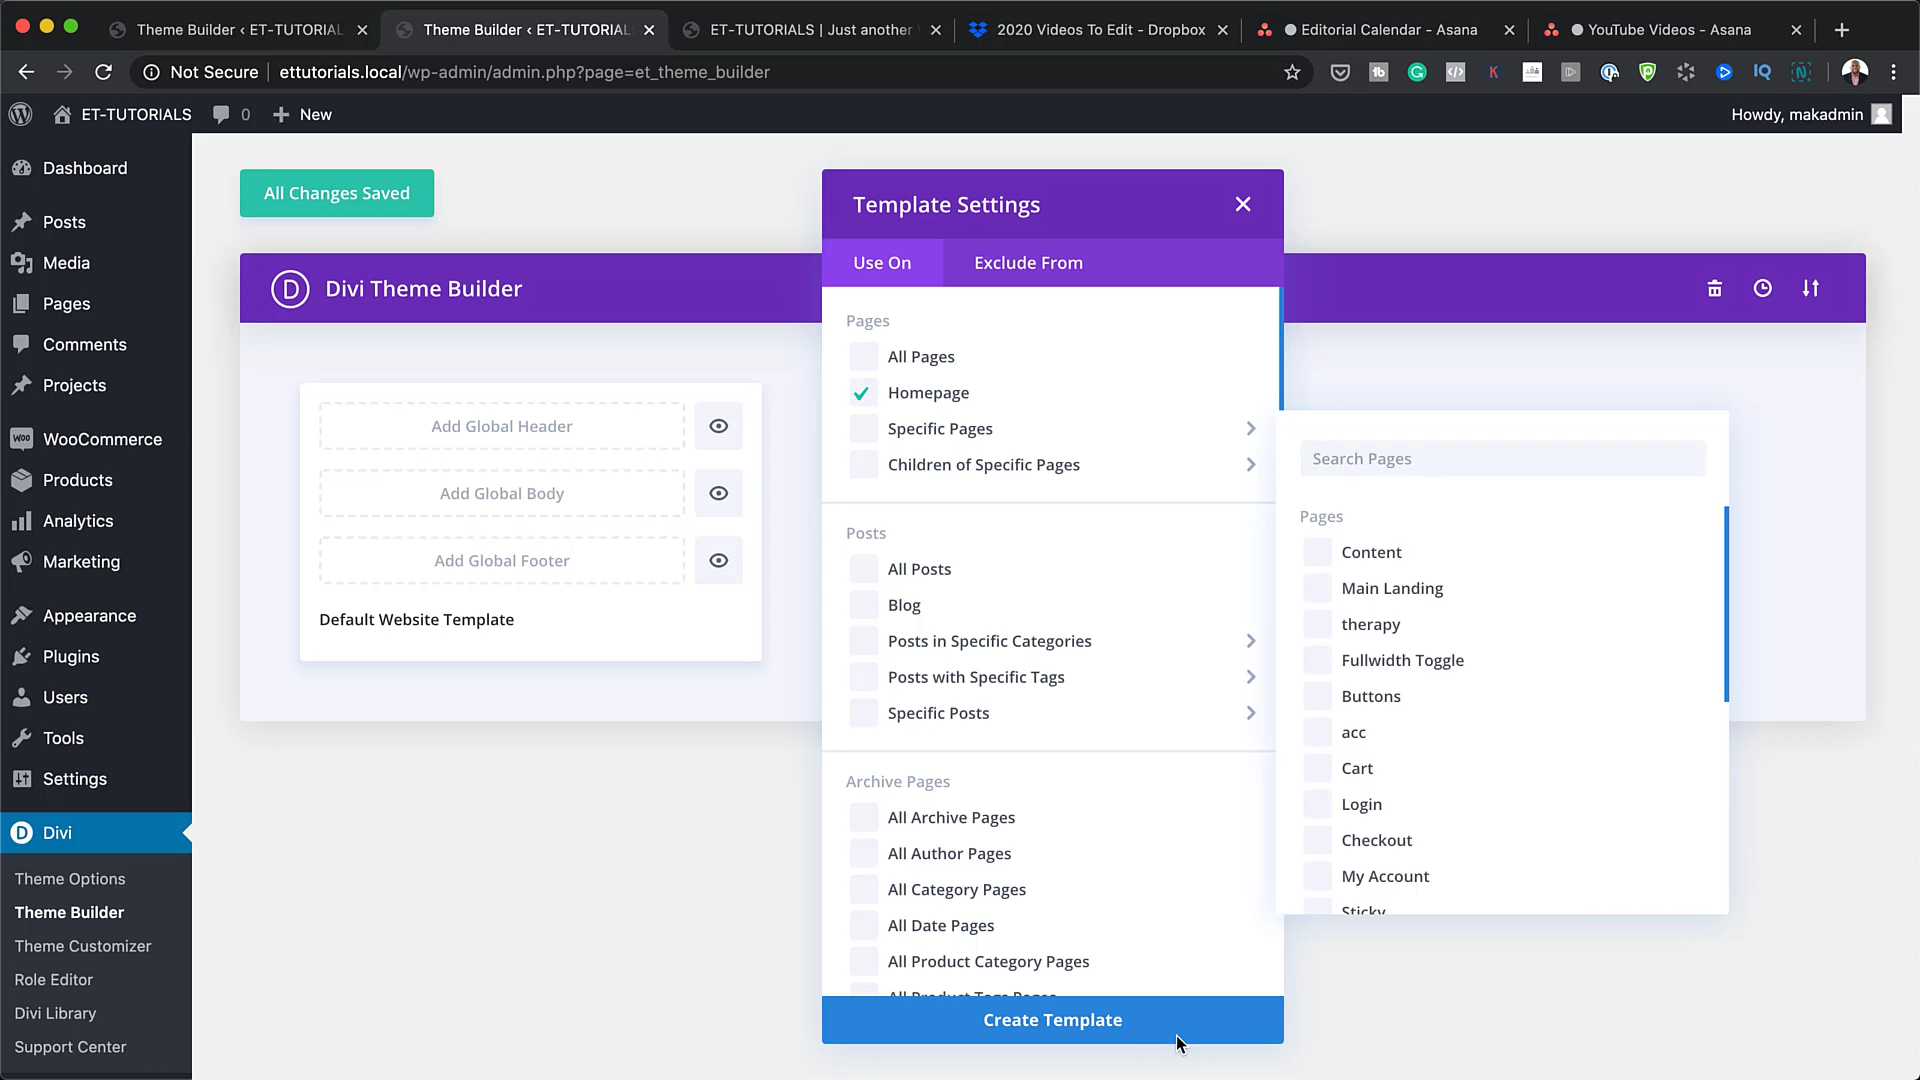 Theme Builder ‹ ET-TUTORIAL
Theme Builder ‹ ET-TUTORIAL
ET-TUTORIALS | Just another
2020 Videos To Edit - Dropbox
Editorial Calendar - Asana
YouTube Videos - Asana
Not Secure
ettutorials.local/wp-admin/admin.php?page=et_theme_builder
ET-TUTORIALS
0
New
Howdy, makadmin
Dashboard
Posts
Media
Pages
Comments
Projects
WooCommerce
Products
Analytics
Marketing
Appearance
Plugins
Users
Tools
Settings
Divi
Theme Options
Theme Builder
Theme Customizer
Role Editor
Divi Library
Support Center
All Changes Saved
Divi Theme Builder
Add Global Header
Add Global Body
Add Global Footer
Default Website Template
Template Settings
Use On
Exclude From
Pages
All Pages
Homepage
Specific Pages
Children of Specific Pages
Posts
All Posts
Blog
Posts in Specific Categories
Posts with Specific Tags
Specific Posts
Archive Pages
All Archive Pages
All Author Pages
All Category Pages
All Date Pages
All Product Category Pages
All Product Tags Pages
Create Template
Search Pages
Pages
Content
Main Landing
therapy
Fullwidth Toggle
Buttons
acc
Cart
Login
Checkout
My Account
Sticky